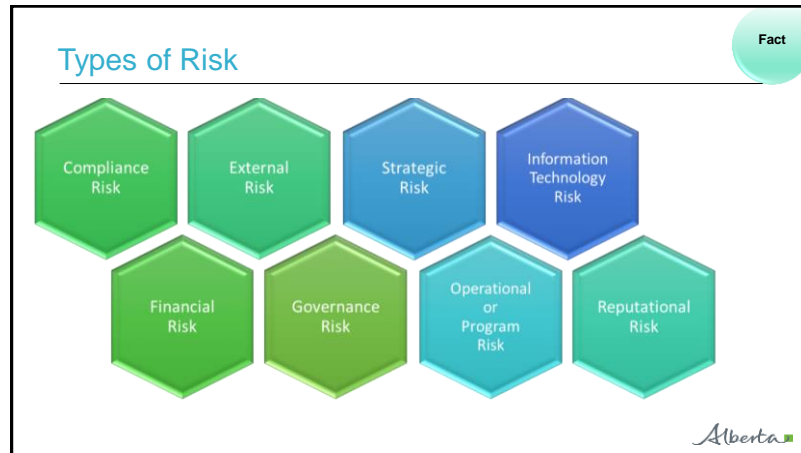 Fact
Types of Risk
Compliance
Risk
External
Risk
Strategic
Risk
Information
Technology
Risk
Financial
Risk
Governance
Risk
Operational
or
Program
Risk
Reputational
Risk
Alberta